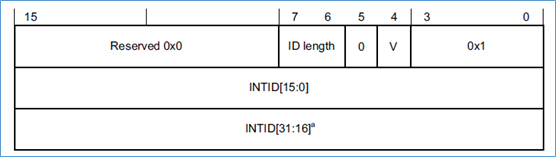 15 7 6 5 4 3 0
Reserved 0x0 ID length 0 V 0x1
INTID[15:0]
INTID[31:16]ª